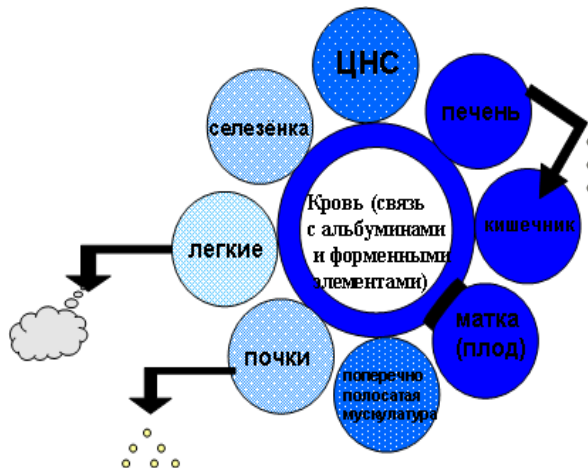 ЦНС
печень
кишечник
матка
(плод)
поперечно
полосатая
мускулатура
почки
легкие
селезёнка
Кровь (связь
с альбуминами
и форменными
элементами)